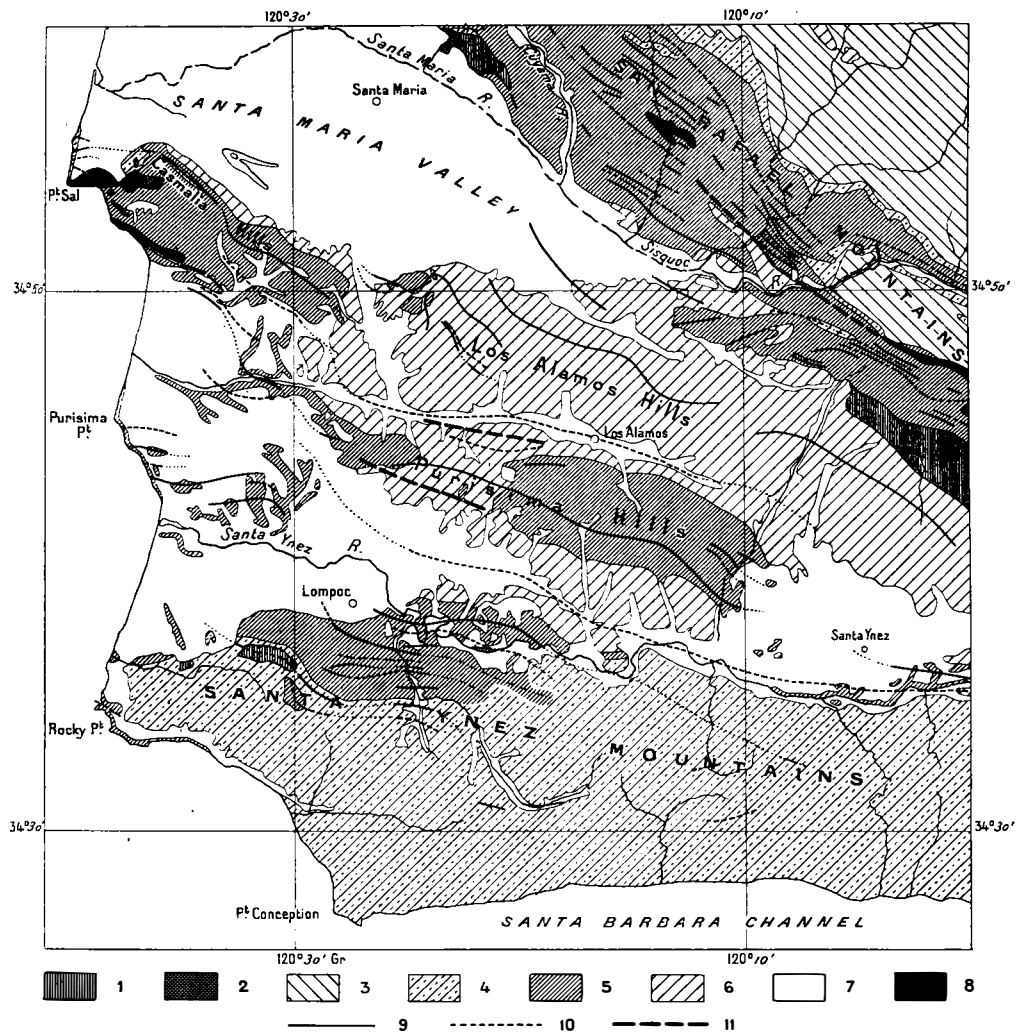 120°30' 120°10'
Santa Maria R.
Santa Maria
Cuyama
SAN RAFAEL MOUNTAINS
SANTA MARIA VALLEY
Pt Sal
Casmalia Hills
Sisquoc R.
34°50' 34°50'
Los Alamos Hills
Purisima Pt
Los Alamos
Purisima Hills
Santa Ynez R.
Lompoc
Santa Ynez
SANTA YNEZ MOUNTAINS
Rocky Pt
34°30' 34°30'
Pt Conception
SANTA BARBARA CHANNEL
120°30' Gr 120°10'
1 2 3 4 5 6 7 8
9 10 11